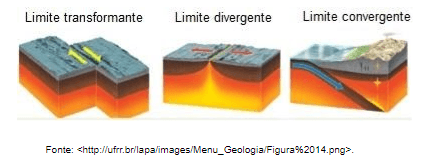 Limite transformante Limite divergente Limite convergente
Fonte: <http://ufrr.br/lapa/images/Menu_Geologia/Figura%2014.png>.